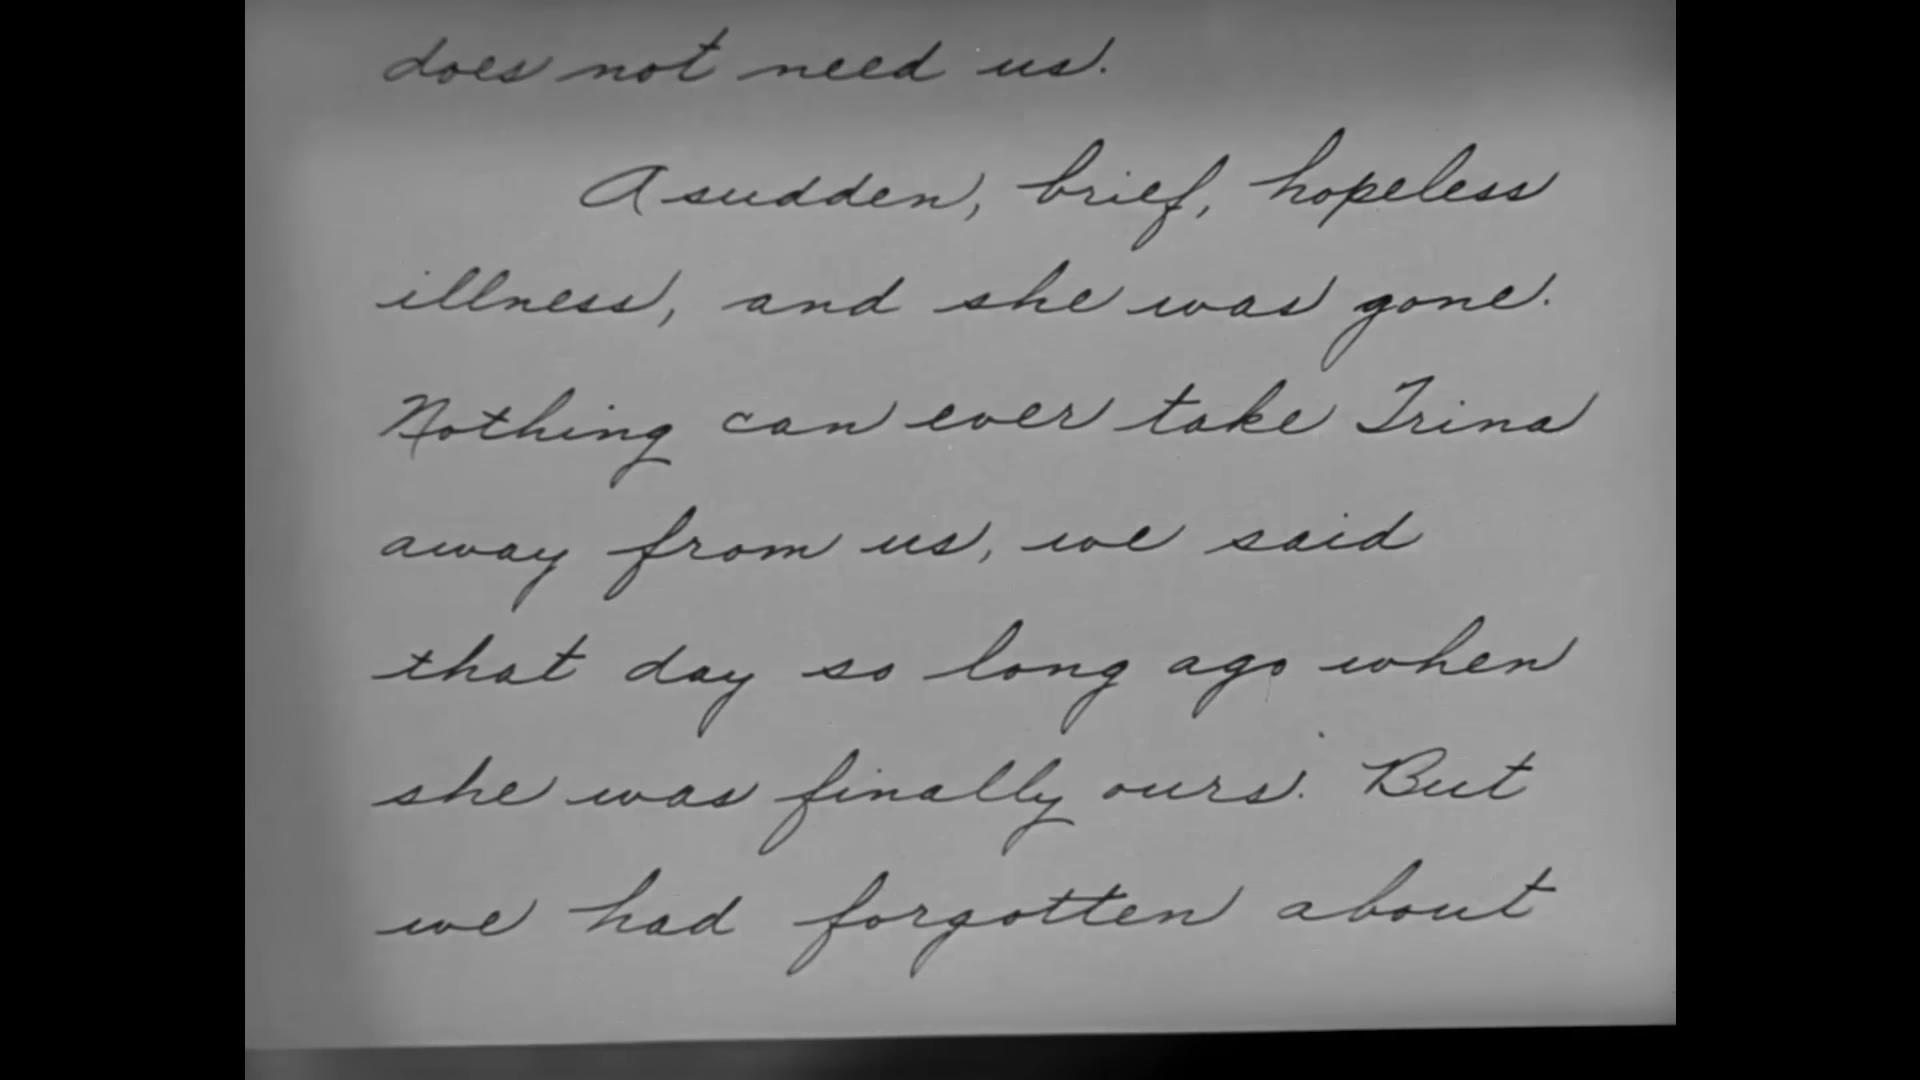 does not need us.
A sudden, brief, hopeless
illness, and she was gone.
Nothing can ever take Trina
away from us, we said
that day so long ago when
she was finally ours. But
we had forgotten about